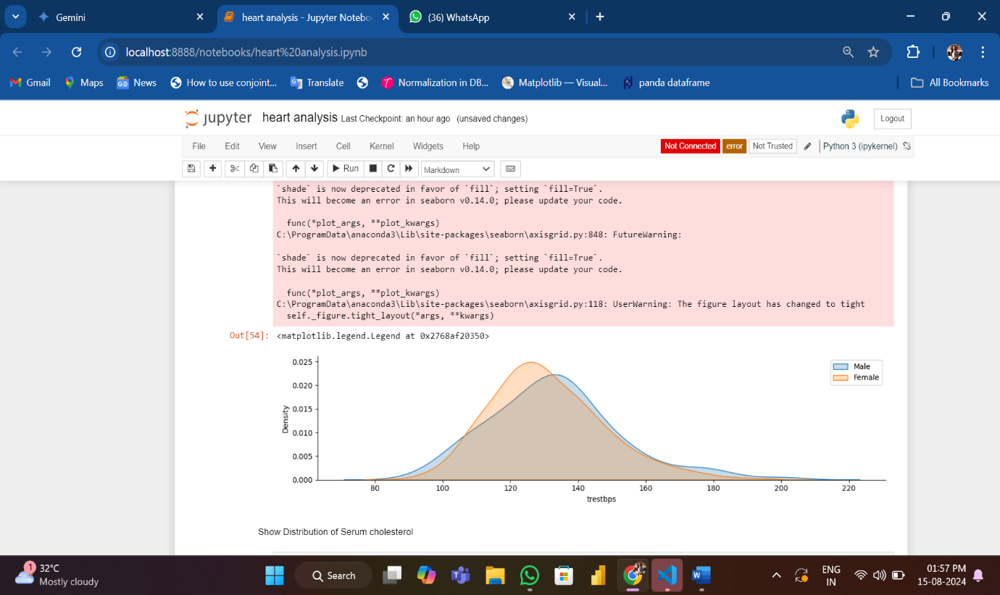 Gemini
heart analysis - Jupyter Notebo
(36) WhatsApp
localhost:8888/notebooks/heart%20analysis.ipynb
Gmail
Maps
News
How to use conjoint...
Translate
Normalization in DB...
Matplotlib — Visual...
panda dataframe
All Bookmarks
jupyter heart analysis Last Checkpoint: an hour ago (unsaved changes)
Logout
File Edit View Insert Cell Kernel Widgets Help
Not Connected error Not Trusted Python 3 (ipykernel)
Run Markdown
`shade` is now deprecated in favor of `fill`; setting `fill=True`.
This will become an error in seaborn v0.14.0; please update your code.
func(*plot_args, **plot_kwargs)
C:\ProgramData\anaconda3\Lib\site-packages\seaborn\axisgrid.py:848: FutureWarning:
`shade` is now deprecated in favor of `fill`; setting `fill=True`.
This will become an error in seaborn v0.14.0; please update your code.
func(*plot_args, **plot_kwargs)
C:\ProgramData\anaconda3\Lib\site-packages\seaborn\axisgrid.py:118: UserWarning: The figure layout has changed to tight
self._figure.tight_layout(*args, **kwargs)
Out[54]: <matplotlib.legend.Legend at 0x2768af20350>
0.025
0.020
0.015
0.010
0.005
0.000
Density
Male
Female
80 100 120 140 160 180 200 220
trestbps
Show Distribution of Serum cholesterol
1
32°C
Mostly cloudy
Search
ENG
IN
01:57 PM
15-08-2024